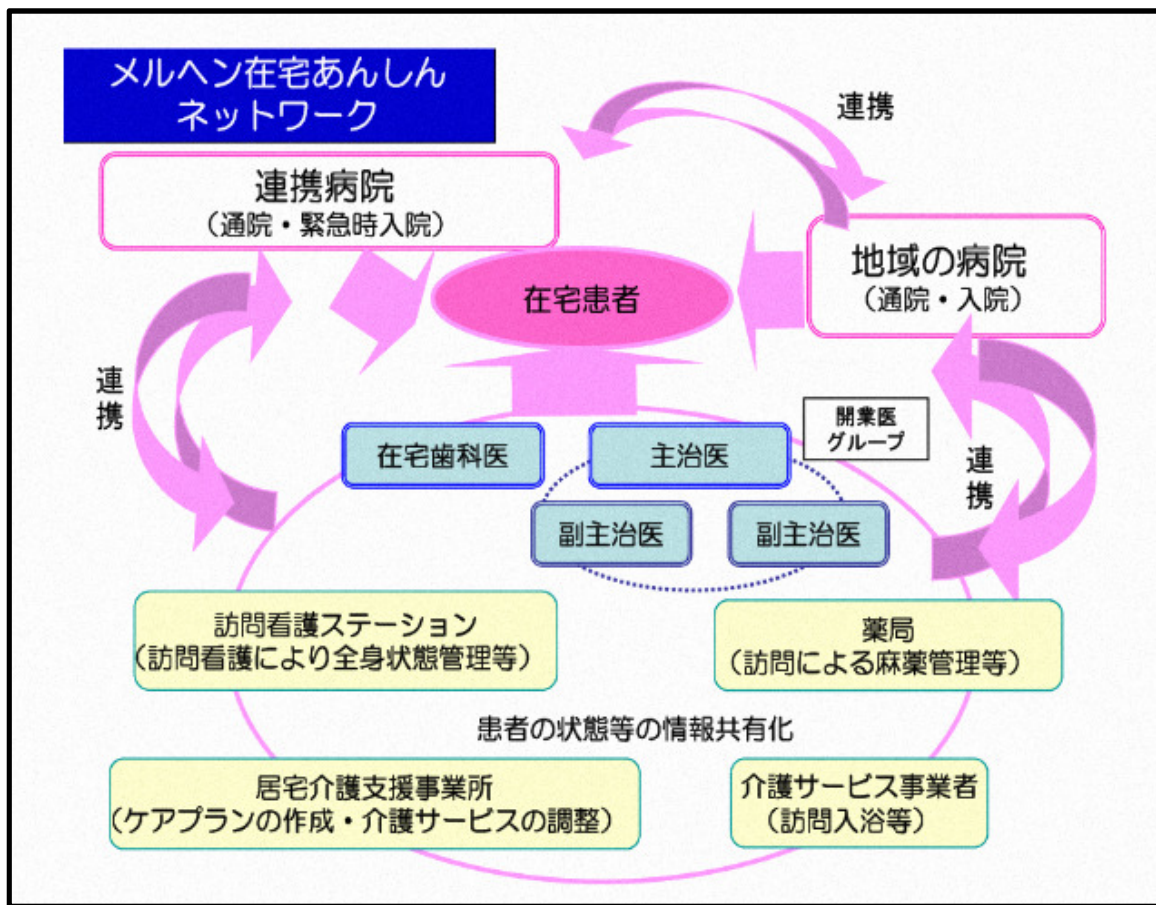 メルヘン在宅あんしん
ネットワーク
連携
連携病院
（通院・緊急時入院）
地域の病院
（通院・入院）
在宅患者
連携
開業医
グループ
連携
在宅歯科医
主治医
副主治医
副主治医
訪問看護ステーション
（訪問看護により全身状態管理等）
薬局
（訪問による麻薬管理等）
患者の状態等の情報共有化
居宅介護支援事業所
（ケアプランの作成・介護サービスの調整）
介護サービス事業者
（訪問入浴等）